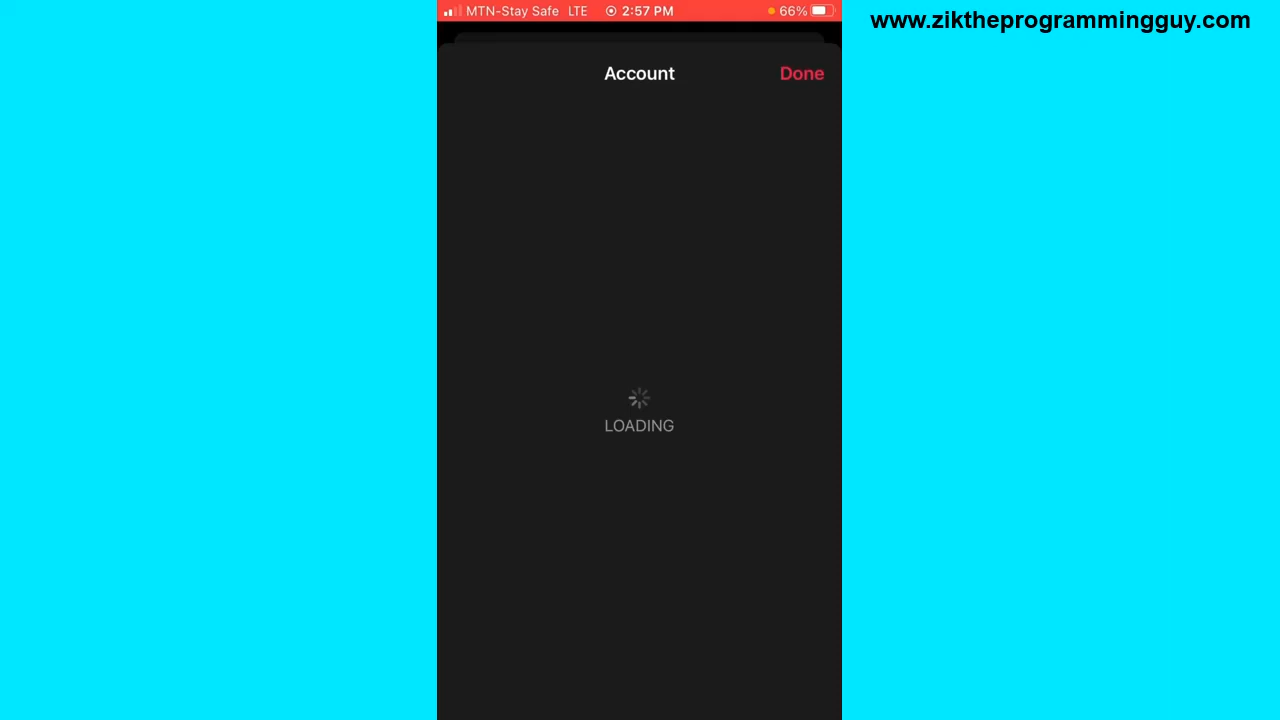 MTN-Stay Safe LTE 2:57 PM 66%
www.ziktheprogrammingguy.com
Account Done
LOADING